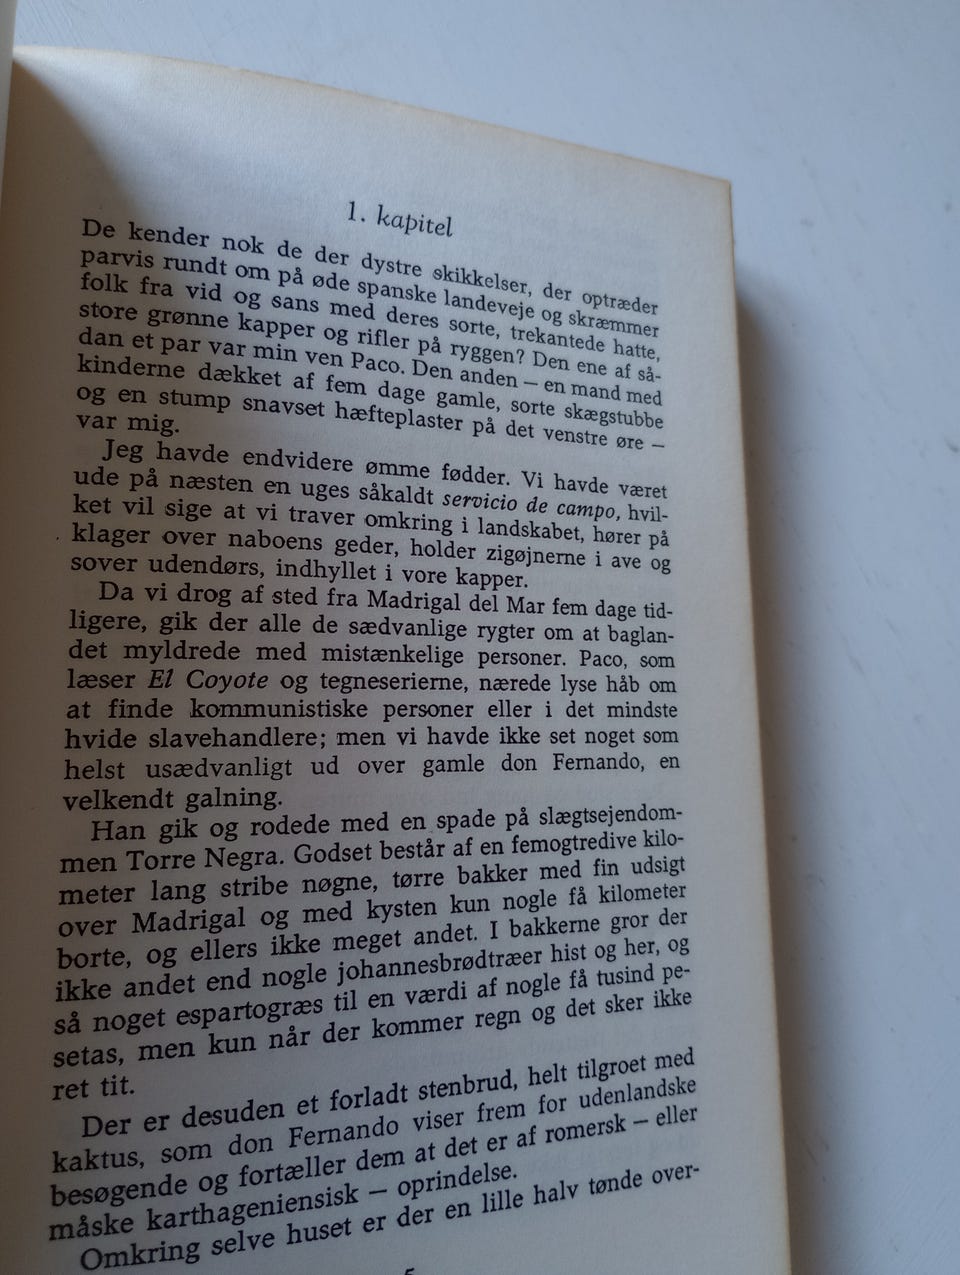 1. kapitel
De kender nok de der dystre skikkelser, der optræder
parvis rundt om på øde spanske landeveje og skræmmer
folk fra vid og sans med deres sorte, trekantede hatte,
store grønne kapper og rifler på ryggen? Den ene af så-
dan et par var min ven Paco. Den anden – en mand med
kinderne dækket af fem dage gamle, sorte skægstubbe
og en stump snavset hæfteplaster på det venstre øre –
var mig.
Jeg havde endvidere ømme fødder. Vi havde været
ude på næsten en uges såkaldt servicio de campo, hvil-
ket vil sige at vi traver omkring i landskabet, hører på
klager over naboens geder, holder zigøjnerne i ave og
sover udendørs, indhyllet i vore kapper.
Da vi drog af sted fra Madrigal del Mar fem dage tid-
ligere, gik der alle de sædvanlige rygter om at baglan-
det myldrede med mistænkelige personer. Paco, som
læser El Coyote og tegneserierne, nærede lyse håb om
at finde kommunistiske personer eller i det mindste
hvide slavehandlere; men vi havde ikke set noget som
helst usædvanligt ud over gamle don Fernando, en
velkendt galning.
Han gik og rodede med en spade på slægtsejendom-
men Torre Negra. Godset består af en femogtredive kilo-
meter lang stribe nøgne, tørre bakker med fin udsigt
over Madrigal og med kysten kun nogle få kilometer
borte, og ellers ikke meget andet. I bakkerne gror der
ikke andet end nogle johannesbrødtræer hist og her, og
så noget espartogræs til en værdi af nogle få tusind pe-
setas, men kun når der kommer regn og det sker ikke
ret tit.
Der er desuden et forladt stenbrud, helt tilgroet med
kaktus, som don Fernando viser frem for udenlandske
besøgende og fortæller dem at det er af romersk – eller
måske karthageniensisk – oprindelse.
Omkring selve huset er der en lille halv tønde over-